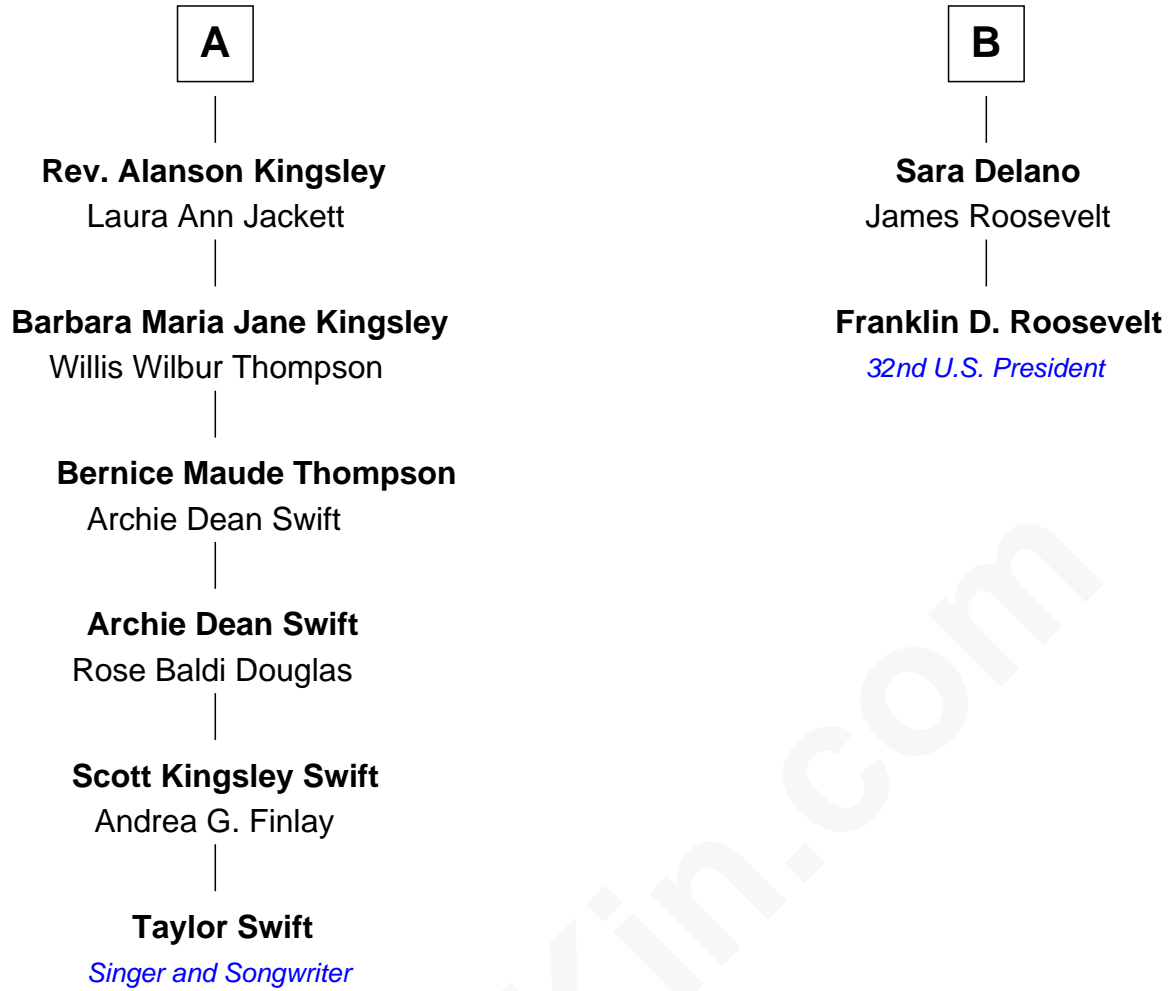 A
Rev. Alanson Kingsley
Laura Ann Jackett
Barbara Maria Jane Kingsley
Willis Wilbur Thompson
Bernice Maude Thompson
Archie Dean Swift
Archie Dean Swift
Rose Baldi Douglas
Scott Kingsley Swift
Andrea G. Finlay
Taylor Swift
Singer and Songwriter
B
Sara Delano
James Roosevelt
Franklin D. Roosevelt
32nd U.S. President
kin.com